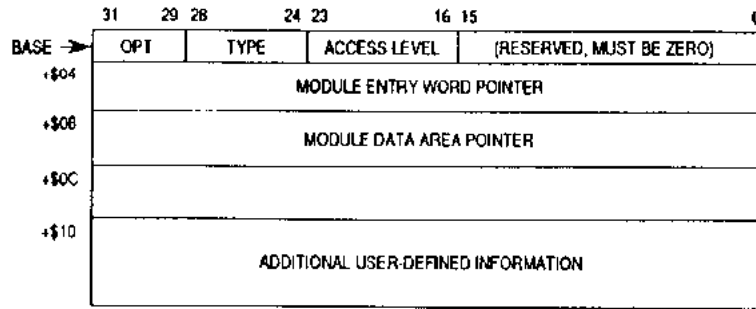 31 29 28 24 23 16 15 0
BASE OPT TYPE ACCESS LEVEL (RESERVED, MUST BE ZERO)
+$04 MODULE ENTRY WORD POINTER
+$08 MODULE DATA AREA POINTER
+$0C
+$10
ADDITIONAL USER-DEFINED INFORMATION